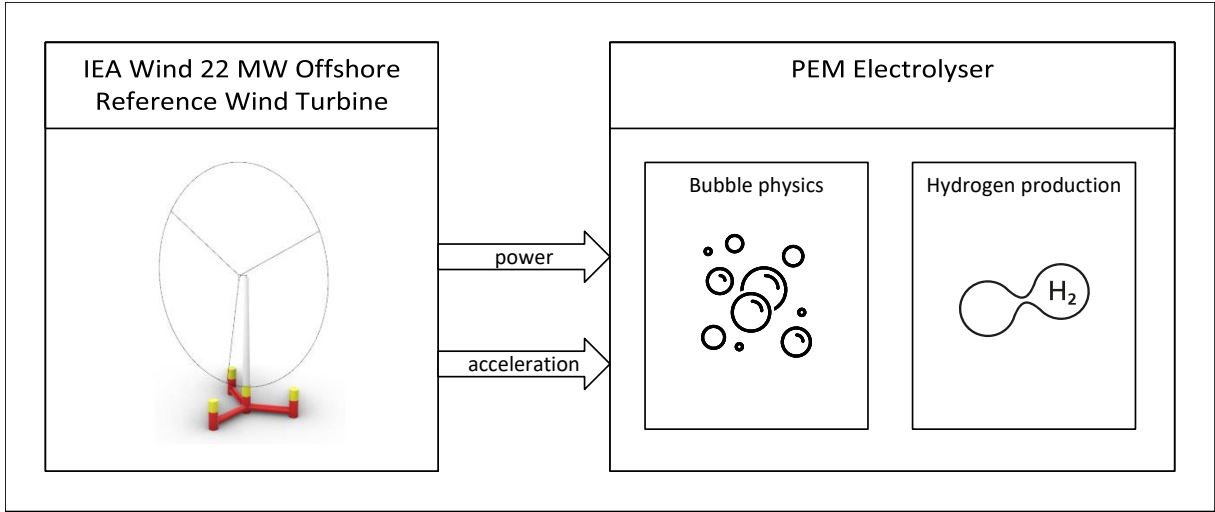 IEA Wind 22 MW Offshore
Reference Wind Turbine
power
acceleration
PEM Electrolyser
Bubble physics
Hydrogen production
H₂